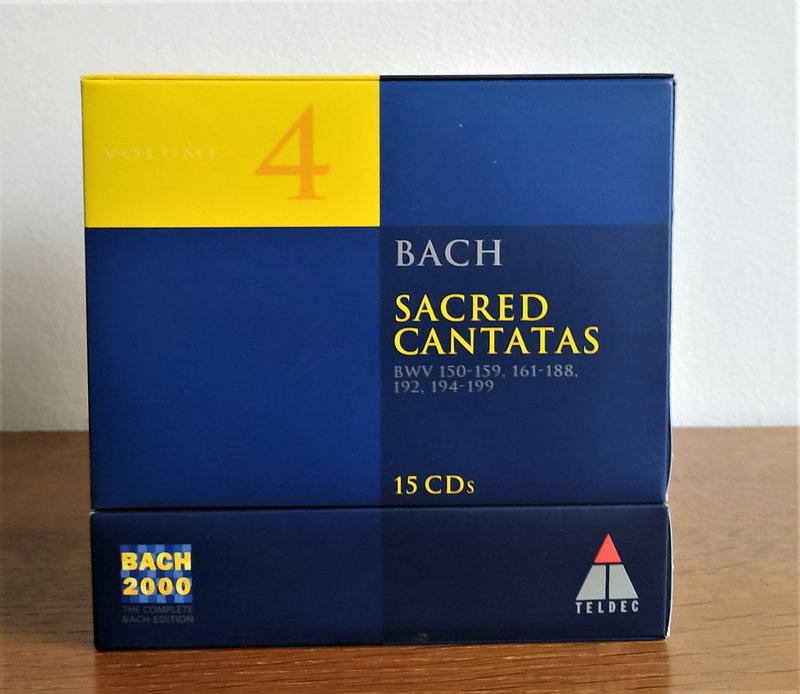 VOLUME 4
BACH
SACRED
CANTATAS
BWV 150-159, 161-188,
192, 194-199
15 CDs
BACH
2000
THE COMPLETE
BACH EDITION
TELDEC